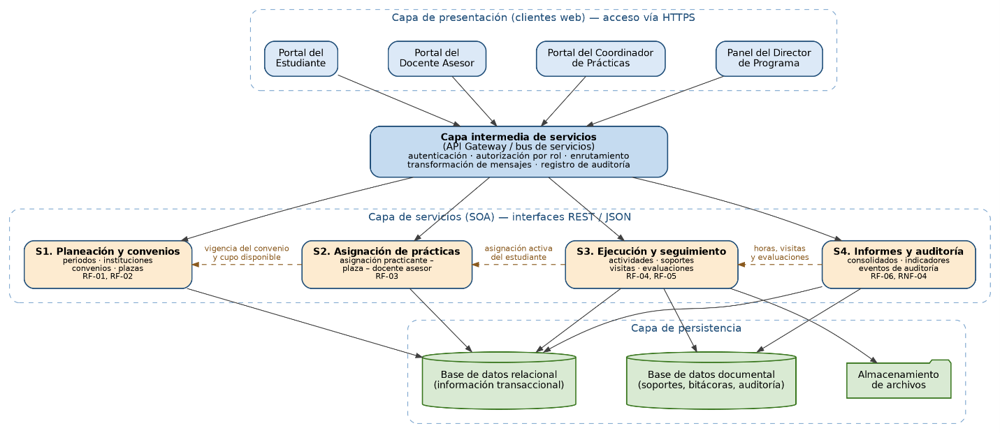 Capa de presentación (clientes web) — acceso vía HTTPS
Portal del
Estudiante
Portal del
Docente Asesor
Portal del Coordinador
de Prácticas
Panel del Director
de Programa
Capa intermedia de servicios
(API Gateway / bus de servicios)
autenticación · autorización por rol · enrutamiento
transformación de mensajes · registro de auditoría
Capa de servicios (SOA) — interfaces REST / JSON
S1. Planeación y convenios
periodos · instituciones
convenios · plazas
RF-01, RF-02
vigencia del convenio
y cupo disponible
S2. Asignación de prácticas
asignación practicante –
plaza – docente asesor
RF-03
asignación activa
del estudiante
S3. Ejecución y seguimiento
actividades · soportes
visitas · evaluaciones
RF-04, RF-05
horas, visitas
y evaluaciones
S4. Informes y auditoría
consolidados · indicadores
eventos de auditoría
RF-06, RNF-04
Capa de persistencia
Base de datos relacional
(información transaccional)
Base de datos documental
(soportes, bitácoras, auditoría)
Almacenamiento
de archivos